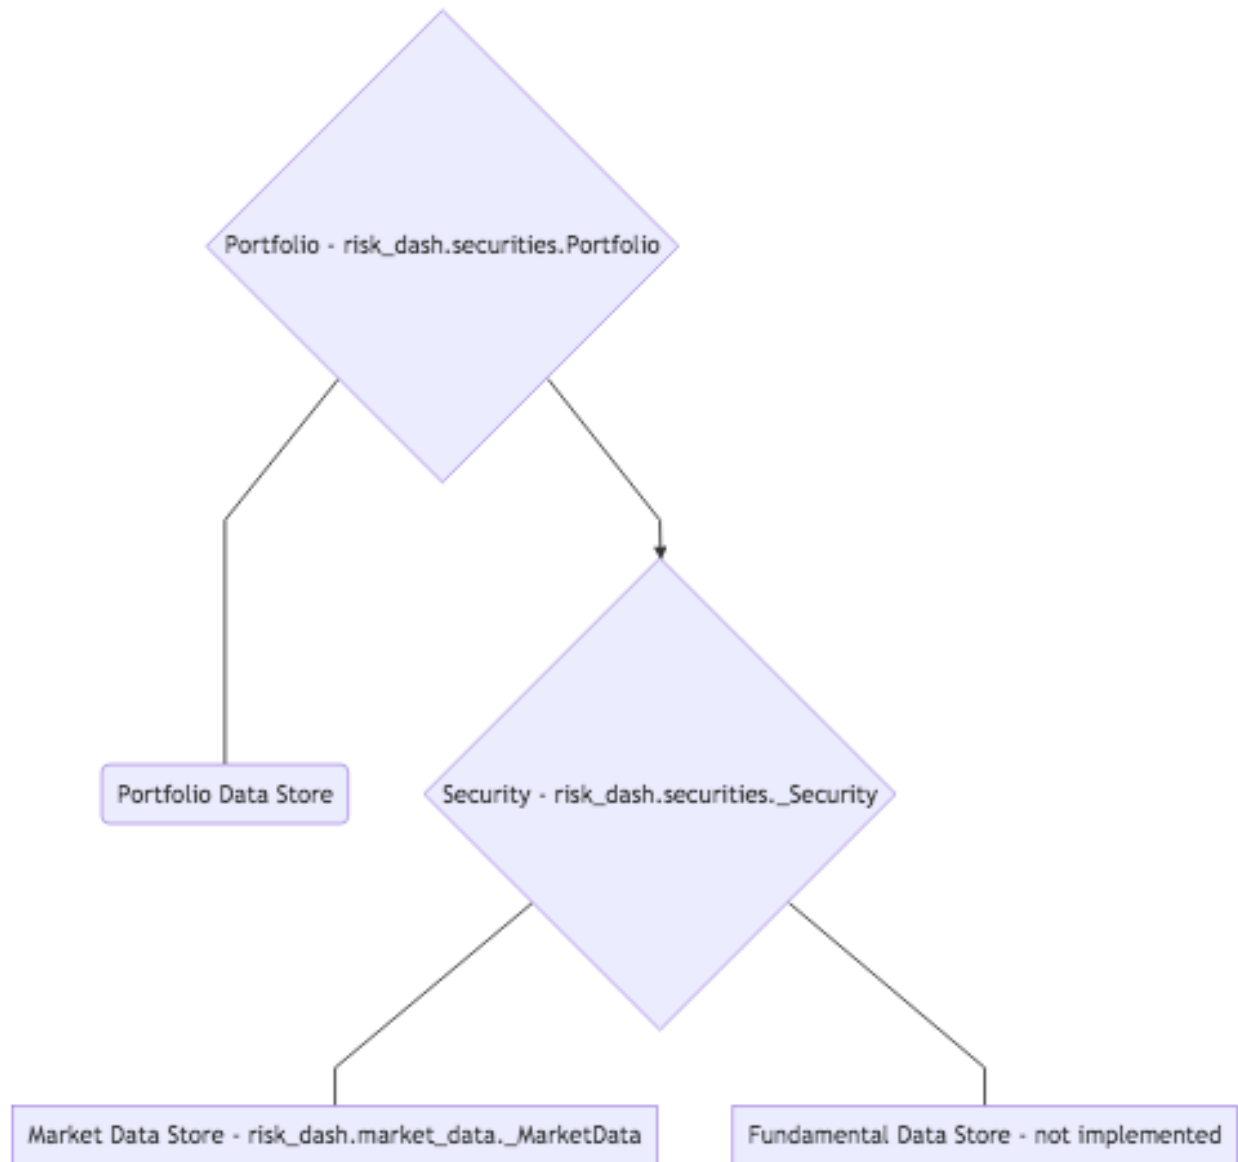 Portfolio - risk_dash.securities.Portfolio
Portfolio Data Store
Security - risk_dash.securities._Security
Market Data Store - risk_dash.market_data._MarketData
Fundamental Data Store - not implemented